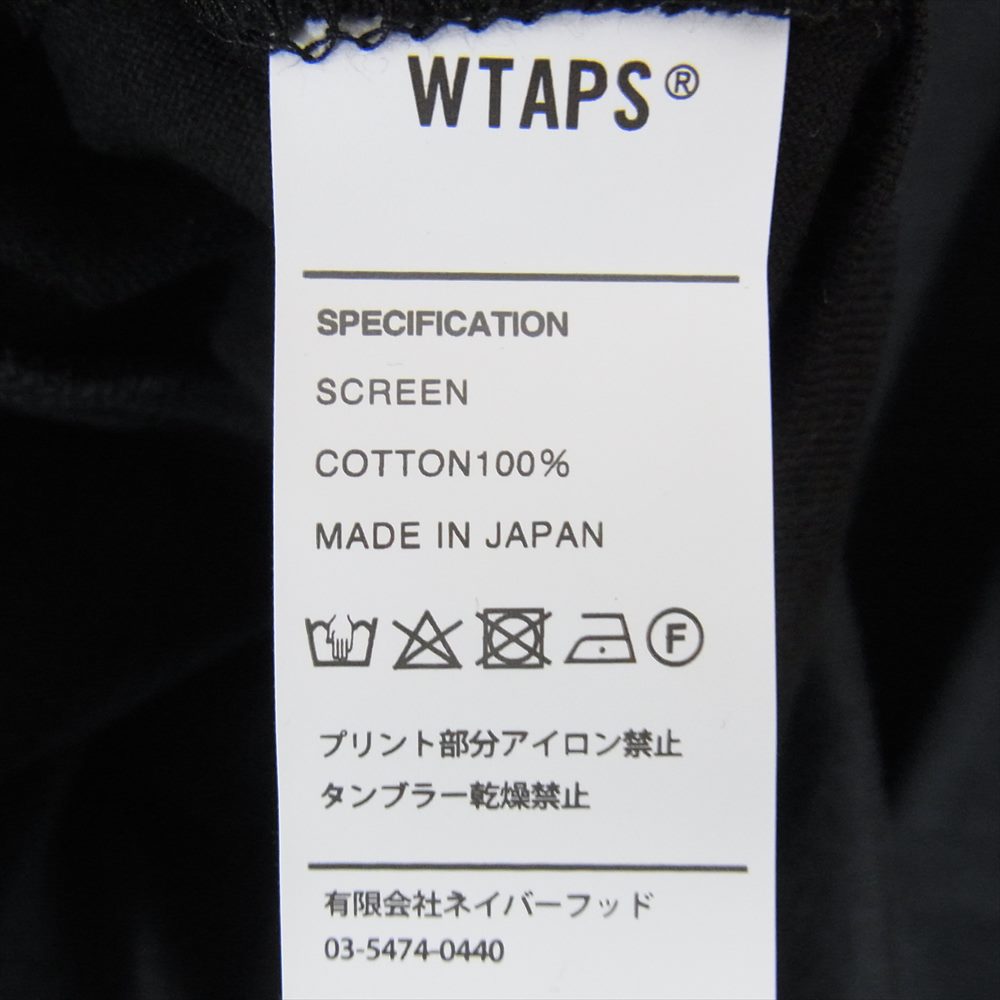 WTAPS®
SPECIFICATION
SCREEN
COTTON100%
MADE IN JAPAN
F
プリント部分アイロン禁止
タンブラー乾燥禁止
有限会社ネイバーフッド
03-5474-0440